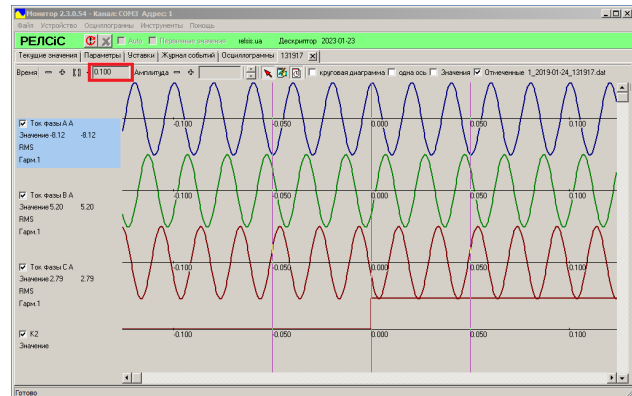 Монитор 2.3.0.54 - Канал: COM3 Адрес: 1
Файл Устройство Осциллограммы Инструменты Помощь
РЕЛСіС Auto Первичные значения relsis.ua Дескриптор 2023-01-23
Текущие значения Параметры Уставки Журнал событий Осциллограммы 131917
Время 0.100 Амплитуда круговая диаграмма одна ось Значения Отмеченные 1_2019-01-24_131917.dat
Ток фазы A A -0.100 -0.050 0.000 0.050 0.100
Значение -8.12 -8.12
RMS
Гарм.1
Ток фазы B A -0.100 -0.050 0.000 0.050 0.100
Значение 5.20 5.20
RMS
Гарм.1
Ток фазы C A -0.100 -0.050 0.000 0.050 0.100
Значение 2.79 2.79
RMS
Гарм.1
K2 -0.100 -0.050 0.000 0.050 0.100
Значение
Готово